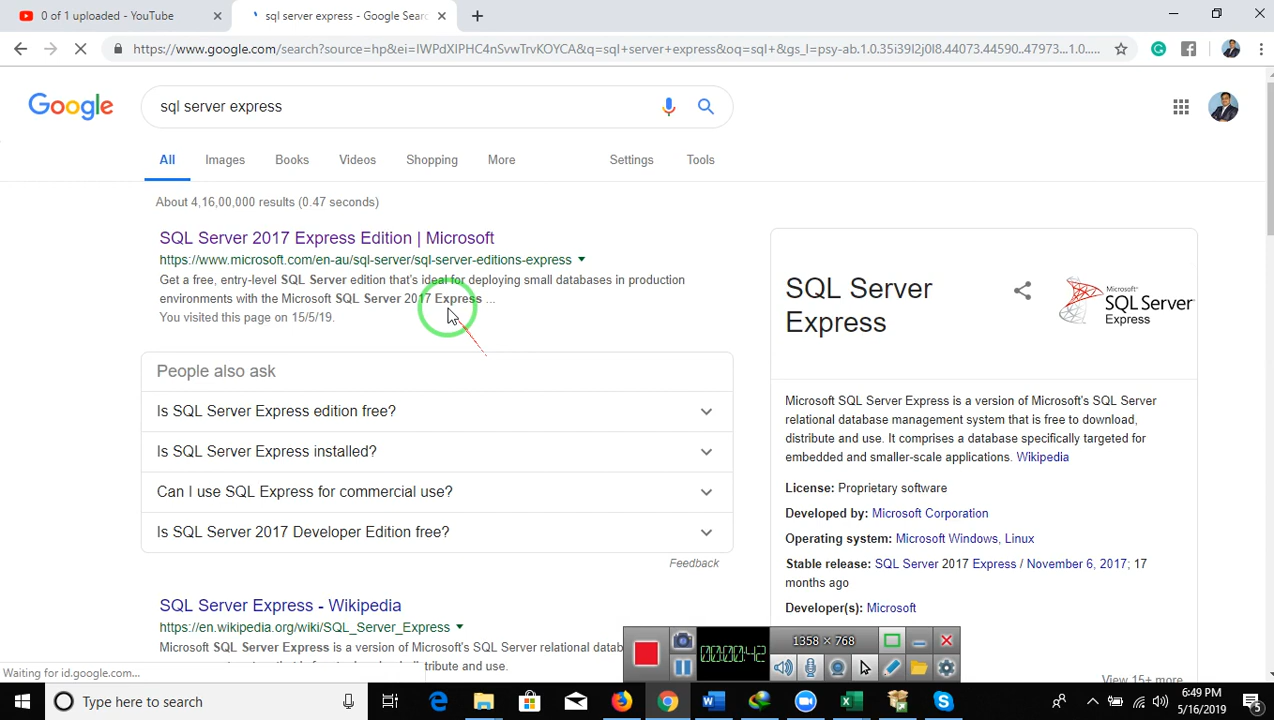 0 of 1 uploaded - YouTube
sql server express - Google Sear
https://www.google.com/search?source=hp&ei=IWPdXIPHC4nSvwTrvKOYCA&q=sql+server+express&oq=sql+&gs_l=psy-ab.1.0.35i39l2j0l8.44073.44590..47973...1.0.....
Google
sql server express
All Images Books Videos Shopping More Settings Tools
About 4,16,00,000 results (0.47 seconds)
SQL Server 2017 Express Edition | Microsoft
https://www.microsoft.com/en-au/sql-server/sql-server-editions-express
Get a free, entry-level SQL Server edition that's ideal for deploying small databases in production
environments with the Microsoft SQL Server 2017 Express ...
You visited this page on 15/5/19.
People also ask
Is SQL Server Express edition free?
Is SQL Server Express installed?
Can I use SQL Express for commercial use?
Is SQL Server 2017 Developer Edition free?
Feedback
SQL Server Express - Wikipedia
https://en.wikipedia.org/wiki/SQL_Server_Express
Microsoft SQL Server Express is a version of Microsoft's SQL Server relational datab
and use.
SQL Server
Express
Microsoft
SQL Server
Express
Microsoft SQL Server Express is a version of Microsoft's SQL Server
relational database management system that is free to download,
distribute and use. It comprises a database specifically targeted for
embedded and smaller-scale applications. Wikipedia
License: Proprietary software
Developed by: Microsoft Corporation
Operating system: Microsoft Windows, Linux
Stable release: SQL Server 2017 Express / November 6, 2017; 17
months ago
Developer(s): Microsoft
View 15+ more
00:00:42
1358 × 768
Waiting for id.google.com...
Type here to search
6:49 PM
5/16/2019
5